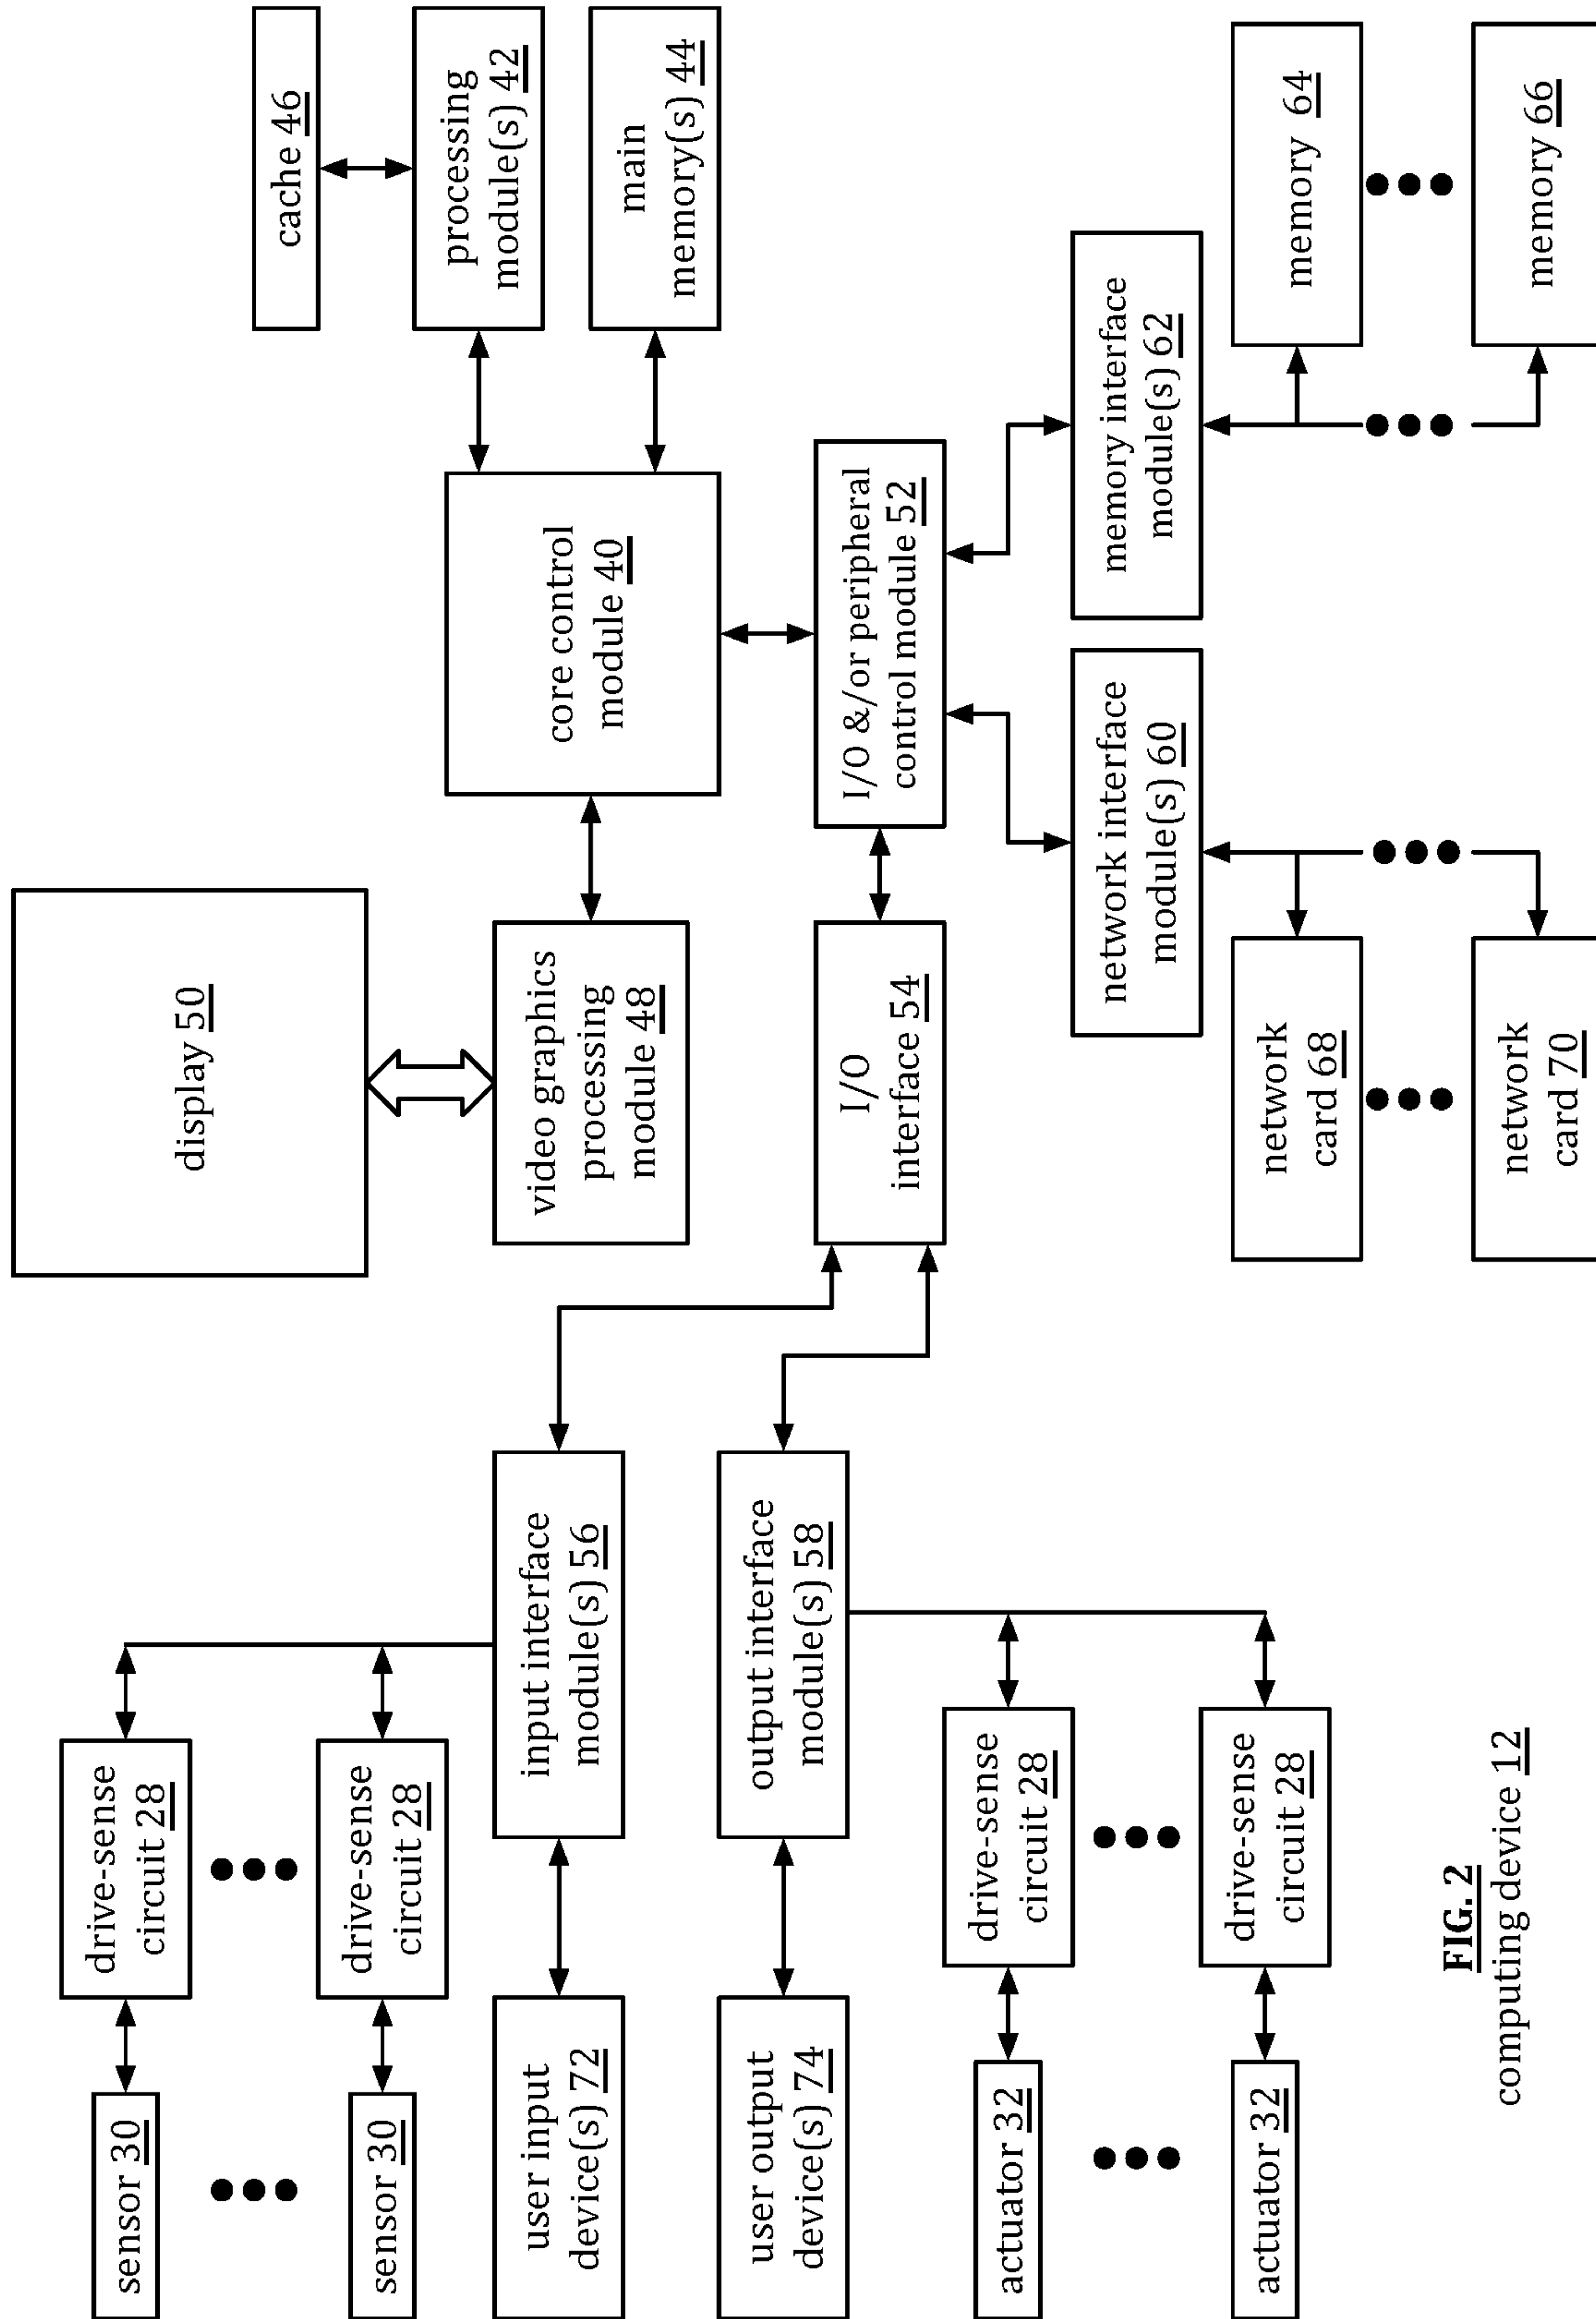 display 50
cache 46
processing
module(s) 42
main
memory(s) 44
core control
module 40
video graphics
processing
module 48
I/O &/or peripheral
control module 52
I/O
interface 54
memory interface
module(s) 62
network interface
module(s) 60
memory 64
memory 66
network
card 68
network
card 70
sensor 30
drive-sense
circuit 28
sensor 30
drive-sense
circuit 28
user input
device(s) 72
input interface
module(s) 56
user output
device(s) 74
output interface
module(s) 58
actuator 32
drive-sense
circuit 28
actuator 32
drive-sense
circuit 28
FIG. 2
computing device 12